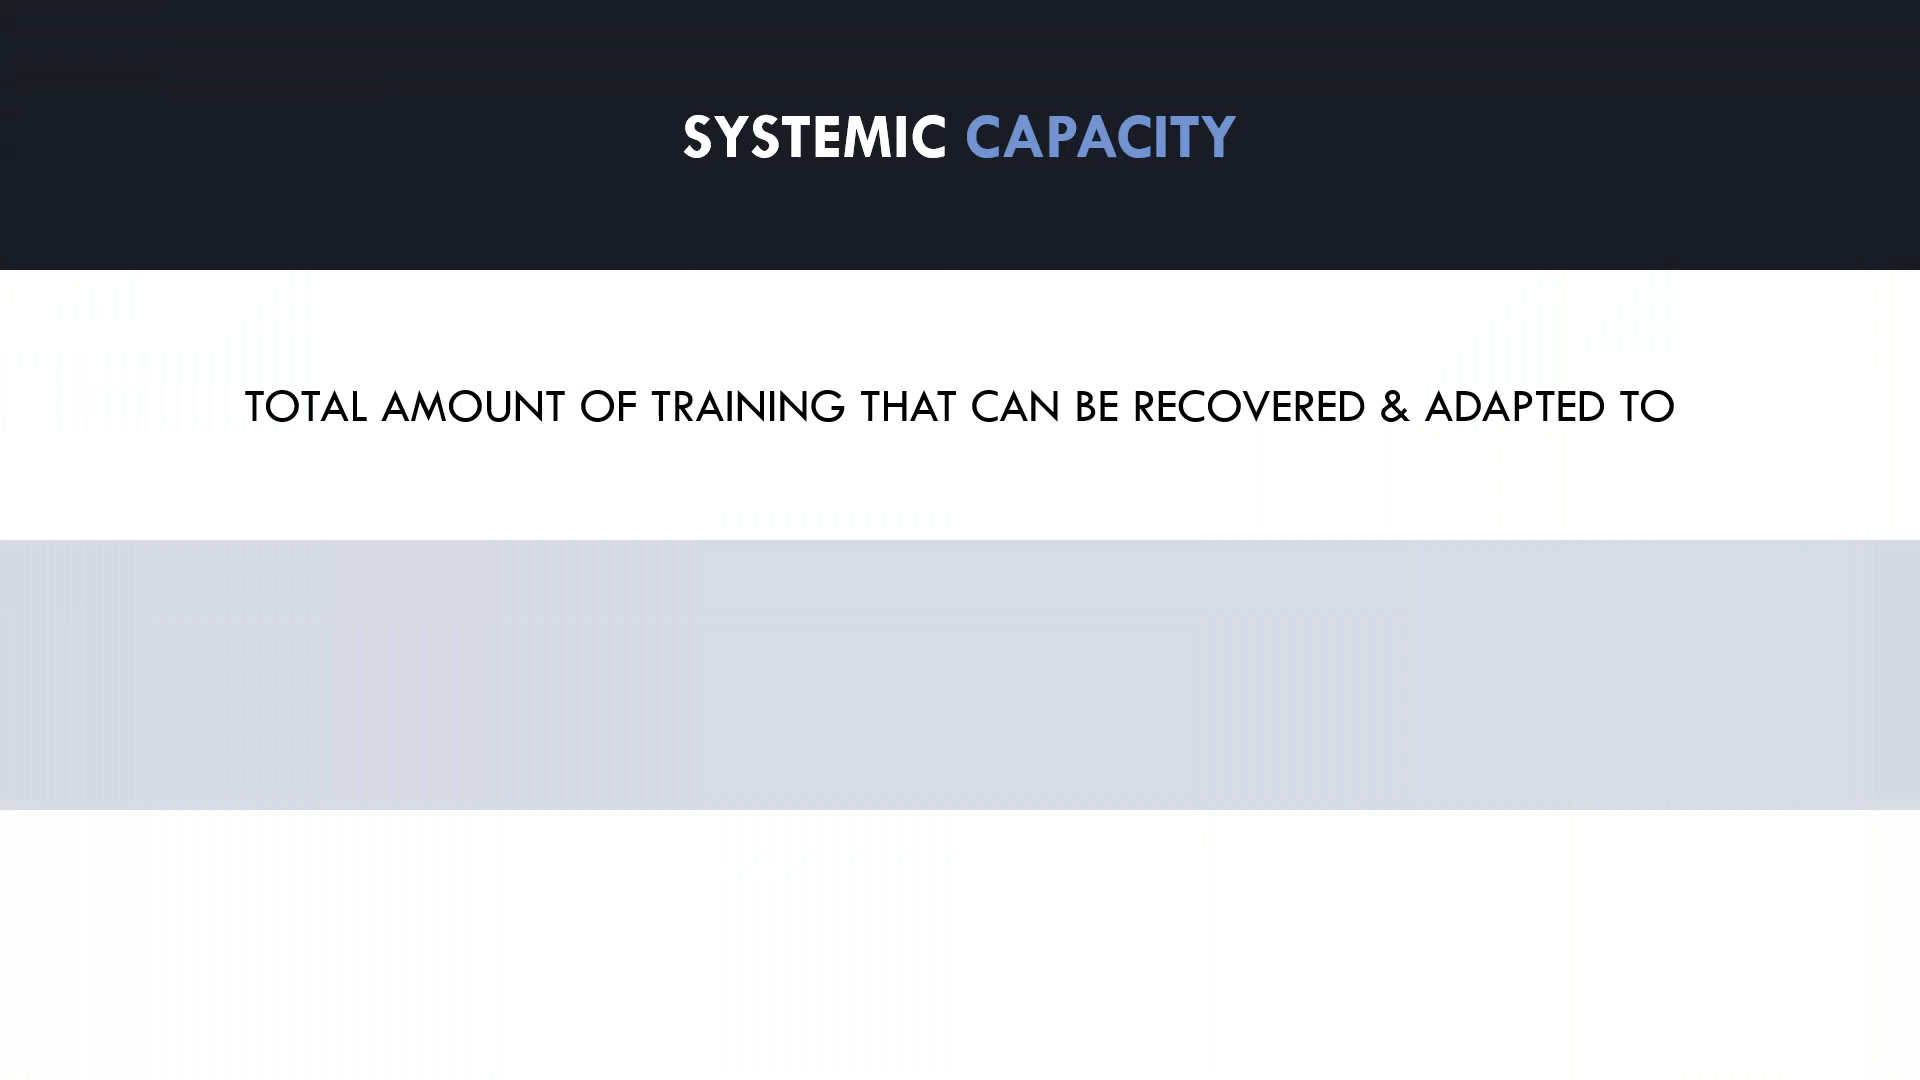 SYSTEMIC CAPACITY
TOTAL AMOUNT OF TRAINING THAT CAN BE RECOVERED & ADAPTED TO